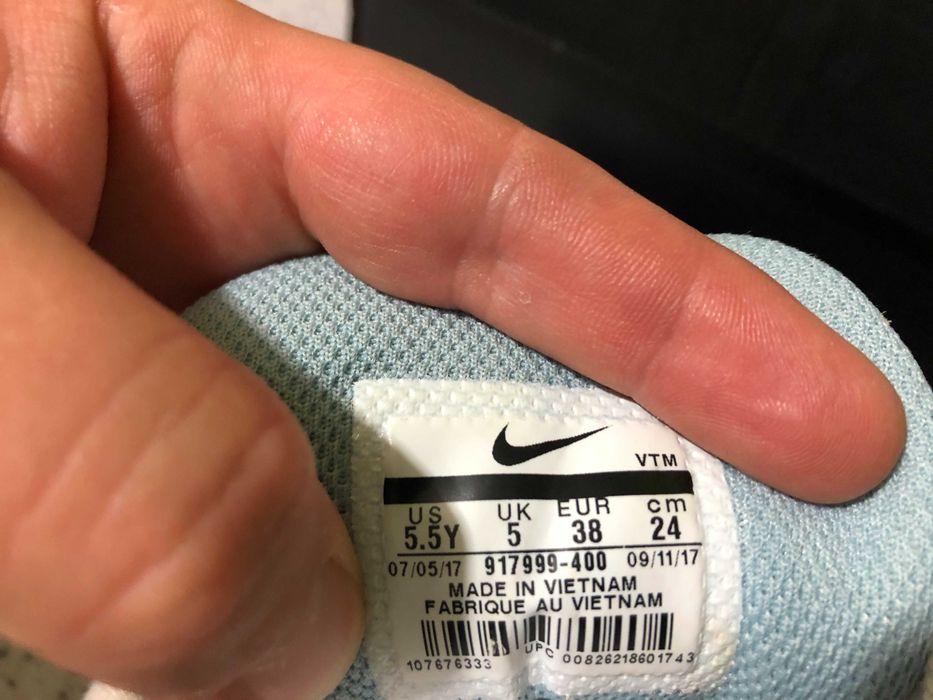 VTM
US UK EUR cm
5.5Y 5 38 24
07/05/17 917999-400 09/11/17
MADE IN VIETNAM
FABRIQUE AU VIETNAM
107676333 UPC 00826218601743